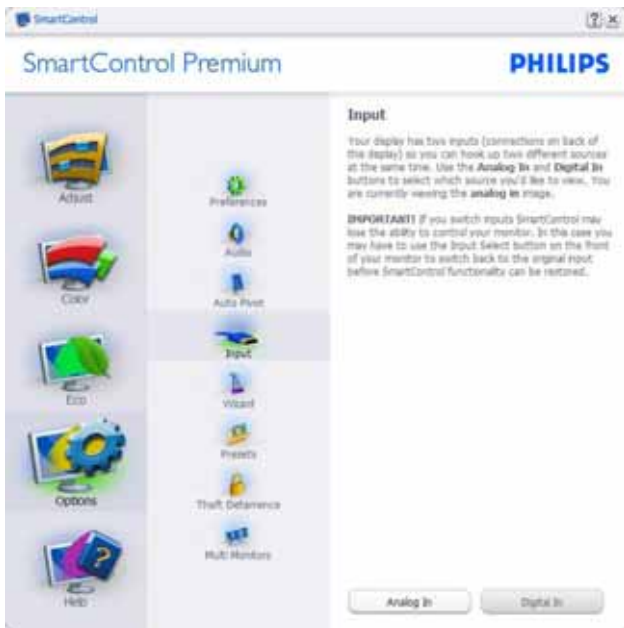 SmartControl
SmartControl Premium
PHILIPS
Adjust
Color
Eco
Options
Help
Preferences
Audio
Auto Pivot
Input
Wizard
Presets
Theft Deterrence
Multi Monitors
Input
Your display has two inputs (connections on back of
this display) so you can hook up two different sources
at the same time. Use the Analog In and Digital In
buttons to select which source you'd like to view. You
are currently viewing the analog in image.
IMPORTANT! If you switch inputs SmartControl may
lose the ability to control your monitor. In this case you
may have to use the Input Select button on the front
of your monitor to switch back to the original input
before SmartControl functionality can be restored.
Analog In
Digital In